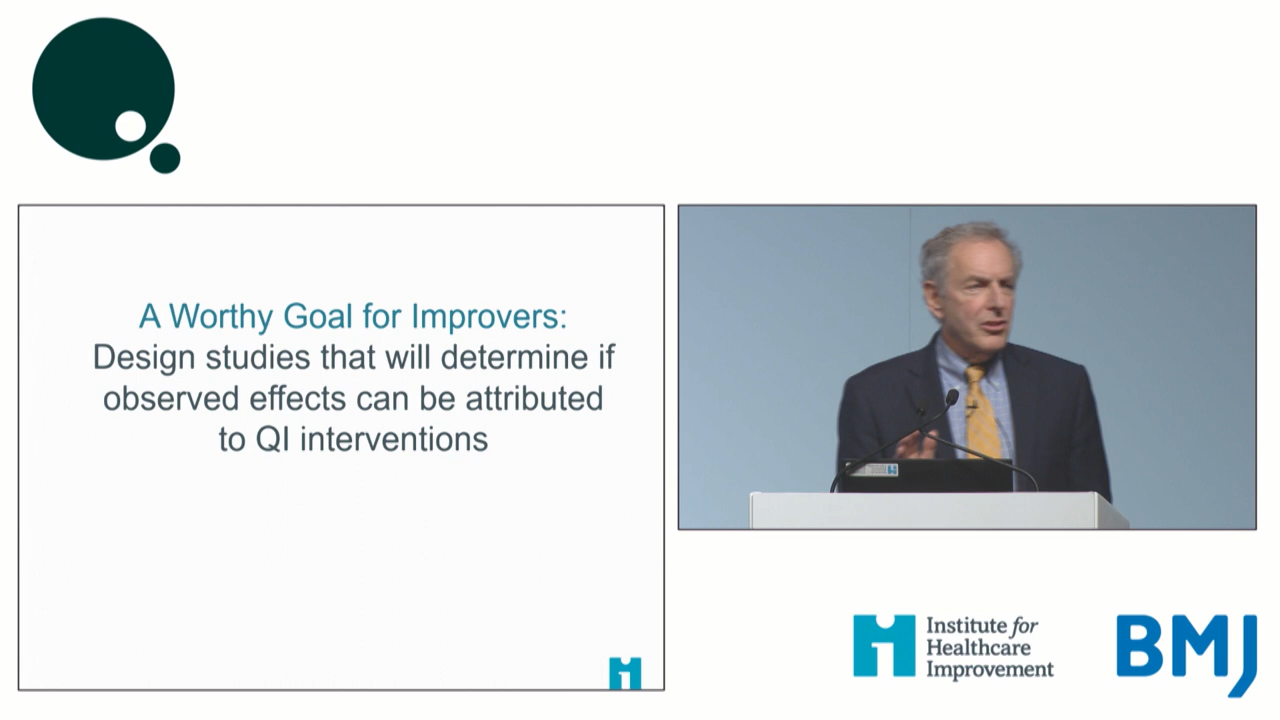 A Worthy Goal for Improvers:
Design studies that will determine if
observed effects can be attributed
to QI interventions
Institute for
Healthcare
Improvement
BMJ